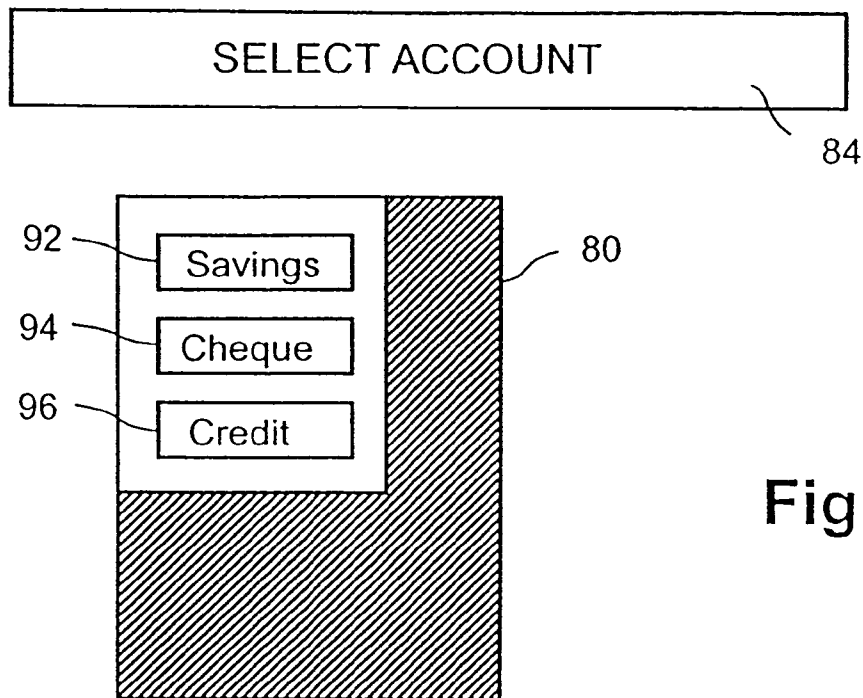 SELECT ACCOUNT
84
92
Savings
80
94
Cheque
96
Credit
Fig